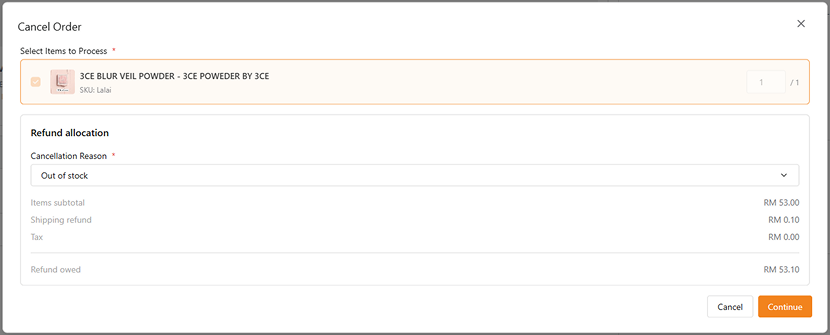 Cancel Order
Select Items to Process *
3CE BLUR VEIL POWDER - 3CE POWEDER BY 3CE
SKU: Lalai
1 / 1
Refund allocation
Cancellation Reason *
Out of stock
Items subtotal RM 53.00
Shipping refund RM 0.10
Tax RM 0.00
Refund owed RM 53.10
Cancel Continue